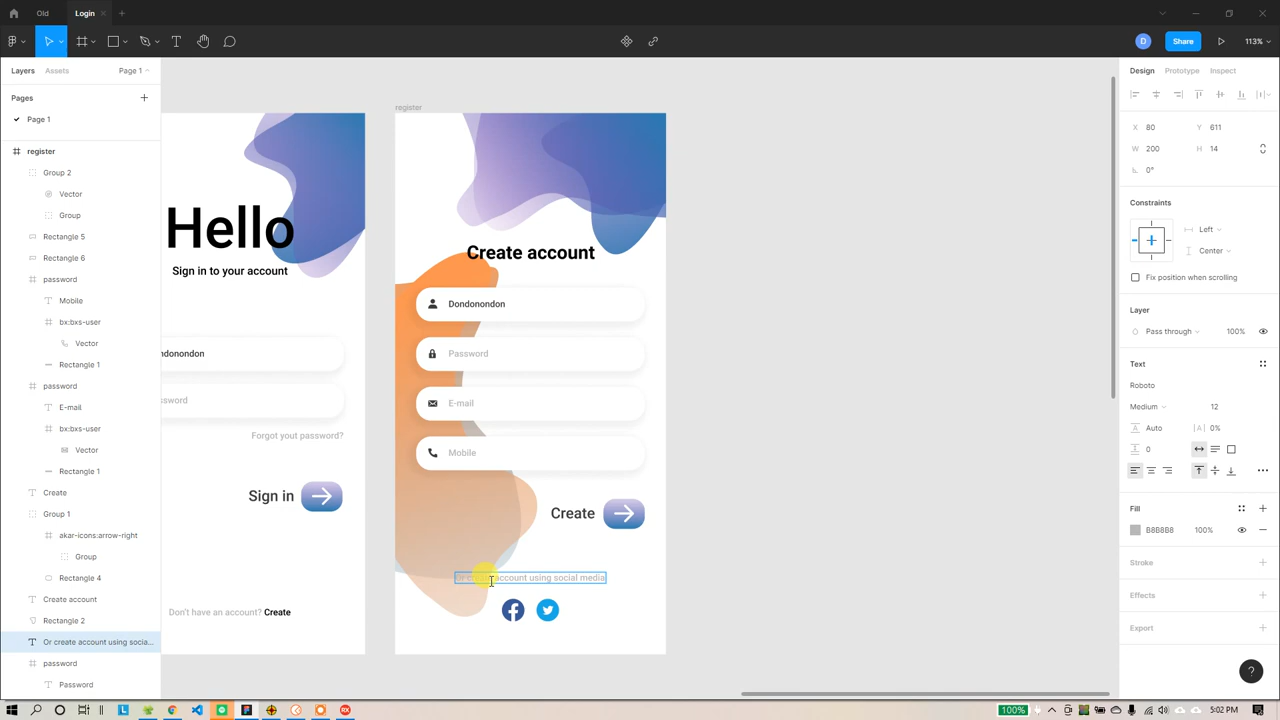 Old
Login
D
Share
113%
Layers
Assets
Page 1
Pages
Page 1
register
Group 2
Vector
Group
Rectangle 5
Rectangle 6
password
Mobile
bx:bxs-user
Vector
Rectangle 1
password
E-mail
bx:bxs-user
Vector
Rectangle 1
Create
Group 1
akar-icons:arrow-right
Group
Rectangle 4
Create account
Rectangle 2
Or create account using socia...
password
Password
Hello
Sign in to your account
ndonondon
ssword
Forgot yout password?
Sign in
Don't have an account? Create
register
Create account
Dondonondon
Password
E-mail
Mobile
Create
Or create account using social media
Design
Prototype
Inspect
X 80
Y 611
W 200
H 14
0°
Constraints
Left
Center
Fix position when scrolling
Layer
Pass through
100%
Text
Roboto
Medium
12
Auto
|A| 0%
0
Fill
B8B8B8
100%
Stroke
Effects
Export
?
100%
5:02 PM